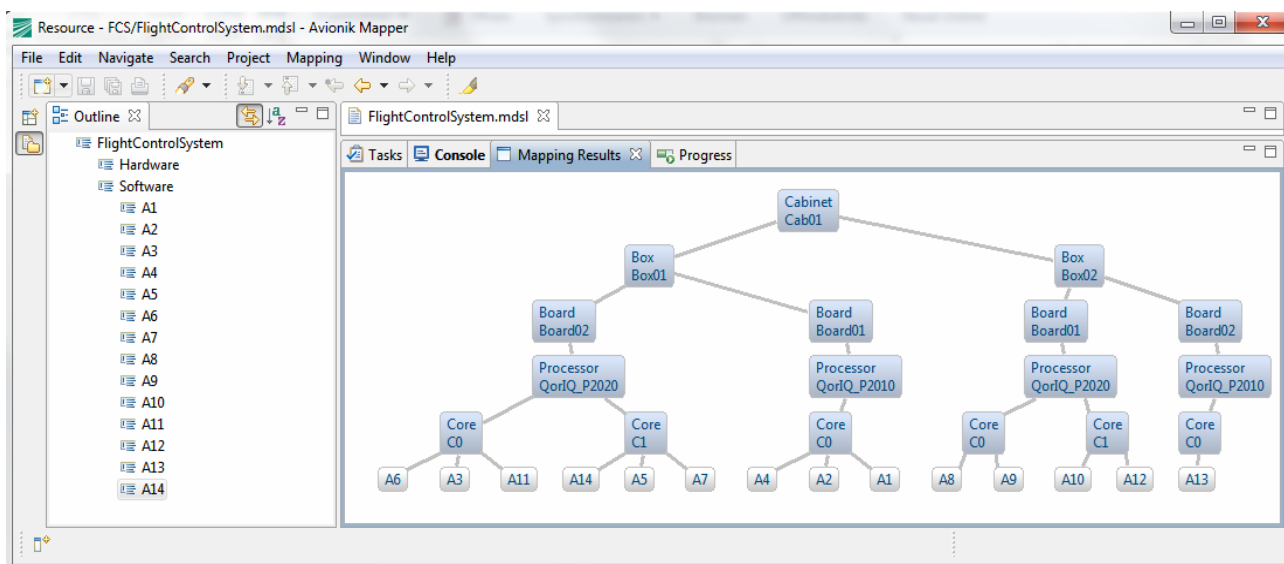 Resource - FCS/FlightControlSystem.mdsl - Avionik Mapper
File Edit Navigate Search Project Mapping Window Help
Outline
FlightControlSystem.mdsl
FlightControlSystem
Hardware
Software
A1
A2
A3
A4
A5
A6
A7
A8
A9
A10
A11
A12
A13
A14
Tasks Console Mapping Results Progress
Cabinet
Cab01
Box
Box01
Box
Box02
Board
Board02
Board
Board01
Board
Board01
Board
Board02
Processor
QorIQ_P2020
Processor
QorIQ_P2010
Processor
QorIQ_P2020
Processor
QorIQ_P2010
Core
C0
Core
C1
Core
C0
Core
C0
Core
C1
Core
C0
A6 A3 A11 A14 A5 A7 A4 A2 A1 A8 A9 A10 A12 A13